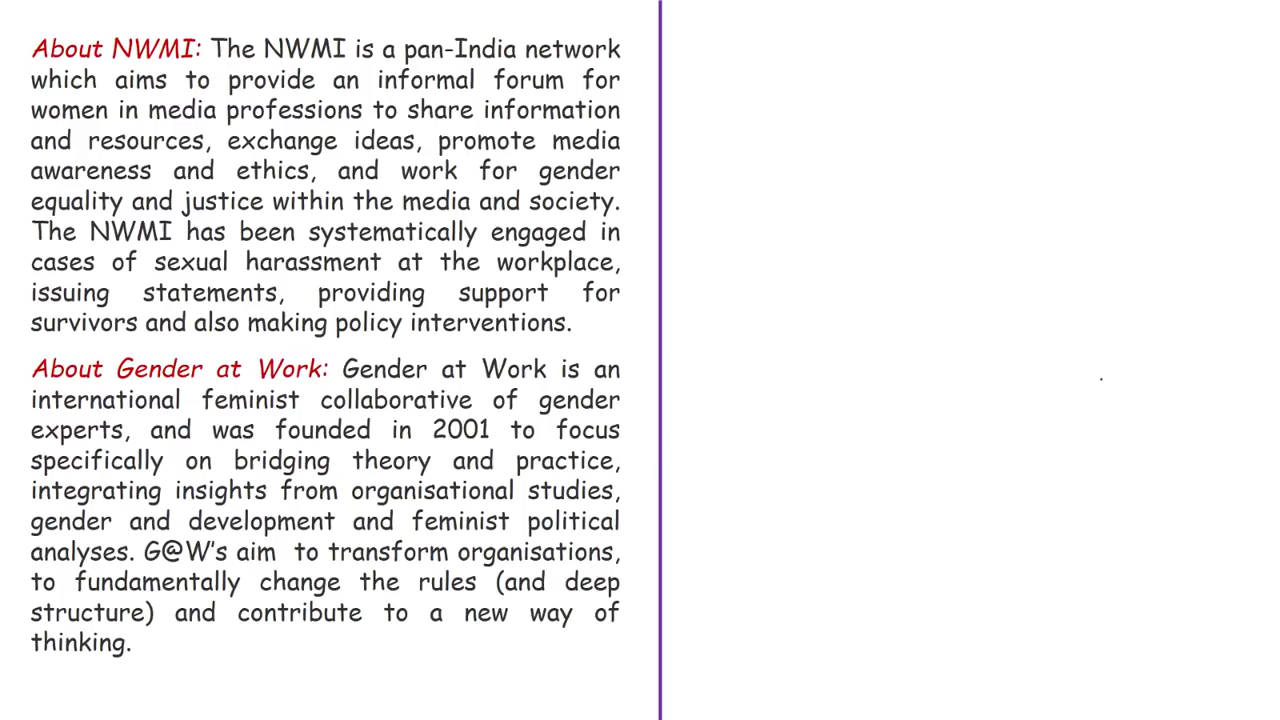 About NWMI: The NWMI is a pan-India network
which aims to provide an informal forum for
women in media professions to share information
and resources, exchange ideas, promote media
awareness and ethics, and work for gender
equality and justice within the media and society.
The NWMI has been systematically engaged in
cases of sexual harassment at the workplace,
issuing statements, providing support for
survivors and also making policy interventions.
About Gender at Work: Gender at Work is an
international feminist collaborative of gender
experts, and was founded in 2001 to focus
specifically on bridging theory and practice,
integrating insights from organisational studies,
gender and development and feminist political
analyses. G@W's aim to transform organisations,
to fundamentally change the rules (and deep
structure) and contribute to a new way of
thinking.